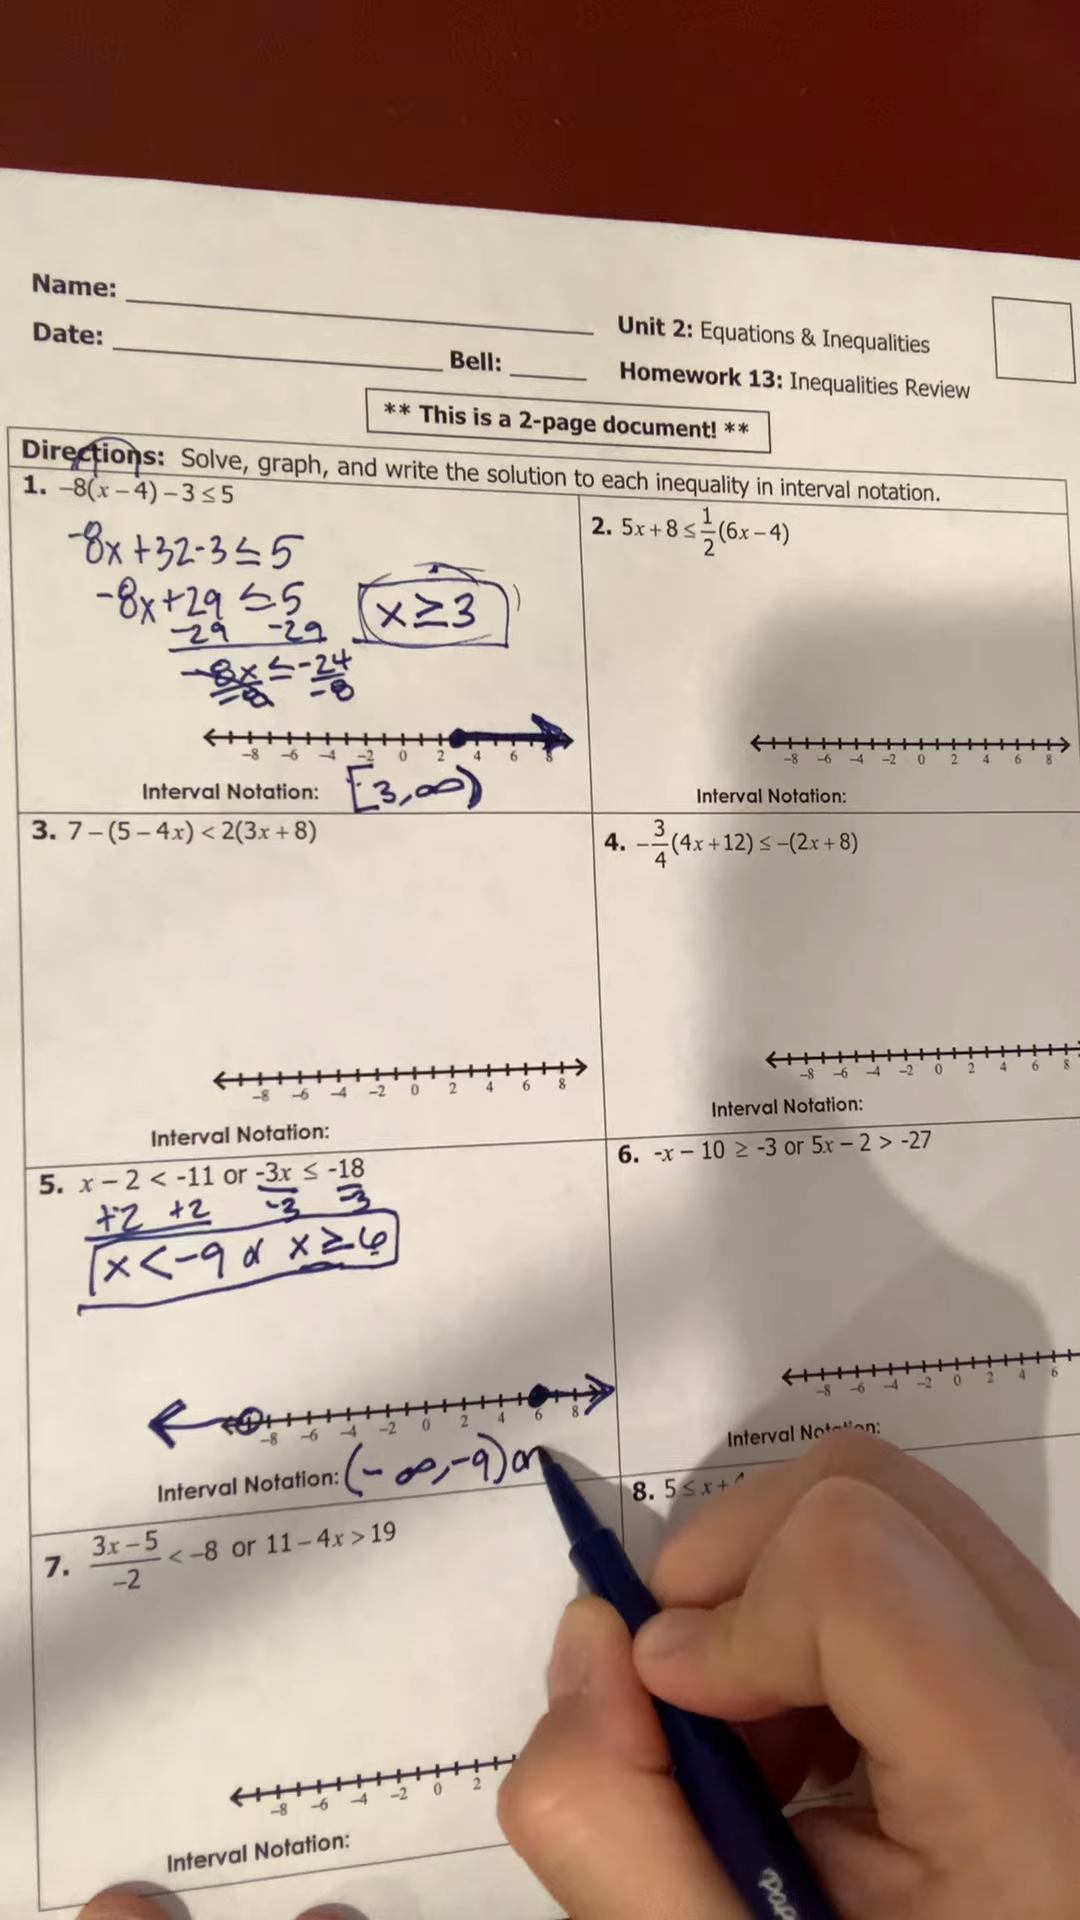 Name:
Unit 2: Equations & Inequalities
Date:
Bell:
Homework 13: Inequalities Review
** This is a 2-page document! **
Directions: Solve, graph, and write the solution to each inequality in interval notation.
1. –8(x – 4) – 3 ≤ 5
-8x+32-3≤5
-8x+29≤5
-29 -29
-8x≤-24
-8 -8
x≥3
-8 -6 -4 -2 0 2 4 6 8
Interval Notation: [3,∞)
2. 5x + 8 ≤ 1/2(6x – 4)
-8 -6 -4 -2 0 2 4 6 8
Interval Notation:
3. 7 – (5 – 4x) < 2(3x + 8)
-8 -6 -4 -2 0 2 4 6 8
Interval Notation:
4. –3/4(4x + 12) ≤ –(2x + 8)
-8 -6 -4 -2 0 2 4 6 8
Interval Notation:
5. x – 2 < -11 or -3x ≤ -18
+2 +2 -3 -3
x<-9 or x≥6
-8 -6 -4 -2 0 2 4 6 8
Interval Notation: (-∞,-9) or
6. -x – 10 ≥ -3 or 5x – 2 > -27
-8 -6 -4 -2 0 2 4 6
Interval Notation:
7. (3x – 5)/–2 < –8 or 11 – 4x > 19
-8 -6 -4 -2 0 2
Interval Notation:
8. 5 ≤ x +